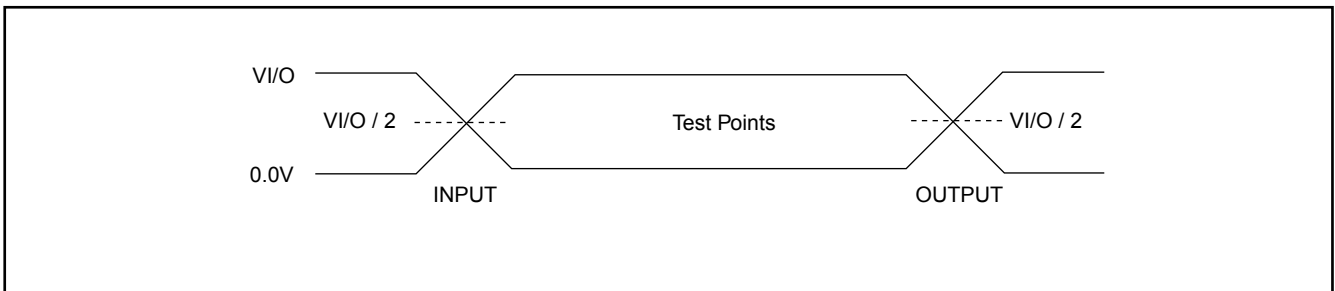 VI/O
VI/O / 2
Test Points
VI/O / 2
0.0V
INPUT
OUTPUT